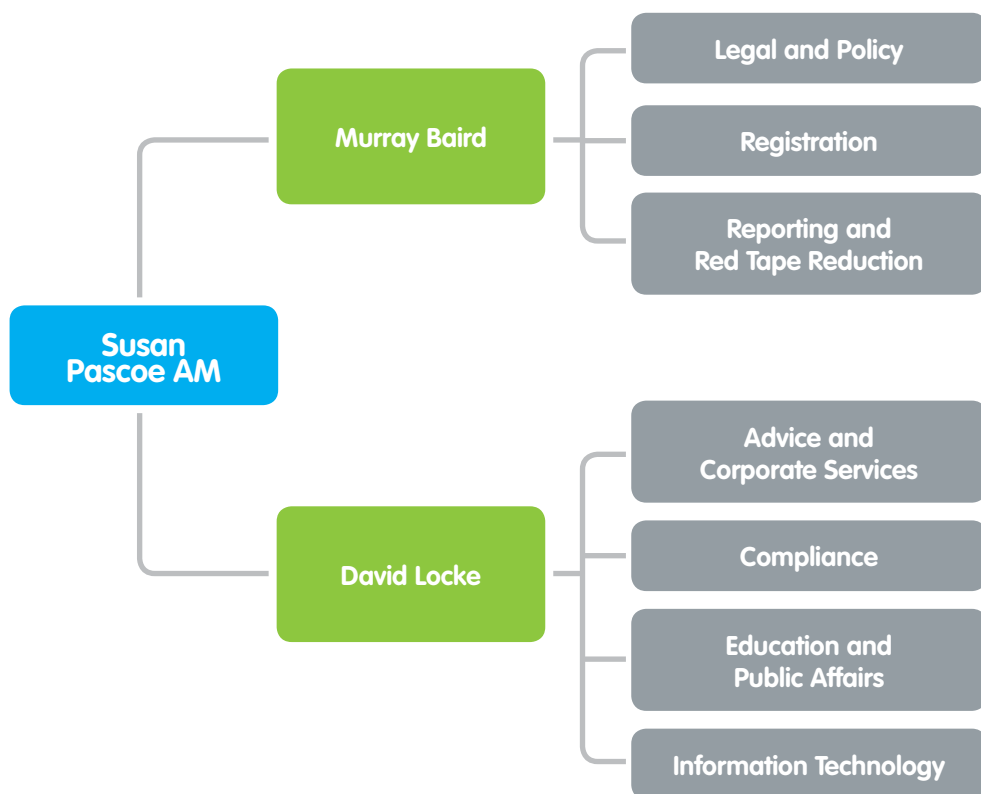 Legal and Policy
Murray Baird
Registration
Reporting and
Red Tape Reduction
Susan
Pascoe AM
Advice and
Corporate Services
Compliance
David Locke
Education and
Public Affairs
Information Technology